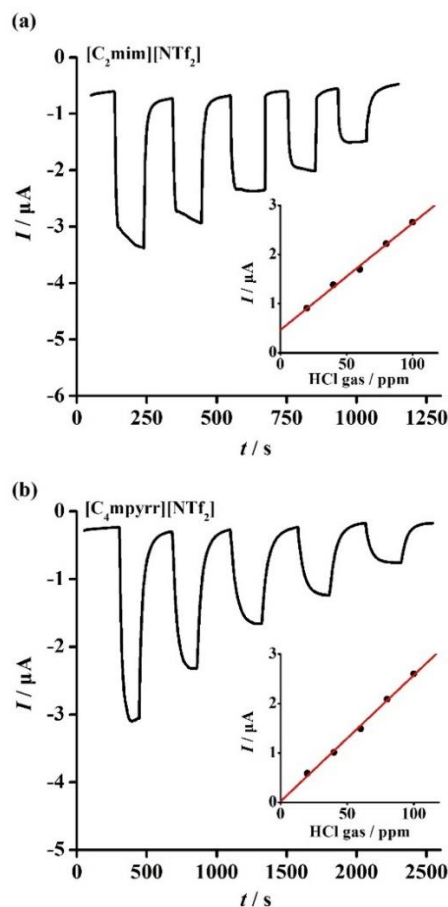 (a)
[C₂mim][NTf₂]
0
-1
-2
-3
-4
-5
-6
I / μA
0 250 500 750 1000 1250
t / s
3
2
1
0
I / μA
0 50 100
HCl gas / ppm
(b)
[C₄mpyrr][NTf₂]
0
-1
-2
-3
-4
-5
I / μA
0 500 1000 1500 2000 2500
t / s
3
2
1
0
I / μA
0 50 100
HCl gas / ppm